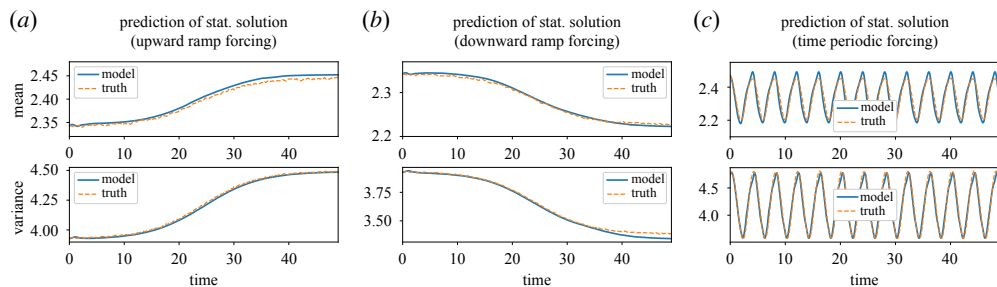 (a)
prediction of stat. solution
(upward ramp forcing)
mean
2.45
2.40
2.35
model
truth
0 10 20 30 40
variance
4.50
4.25
4.00
model
truth
0 10 20 30 40
time
(b)
prediction of stat. solution
(downward ramp forcing)
2.3
2.2
model
truth
0 10 20 30 40
3.75
3.50
model
truth
0 10 20 30 40
time
(c)
prediction of stat. solution
(time periodic forcing)
2.4
2.2
model
truth
0 10 20 30 40
4.5
4.0
model
truth
0 10 20 30 40
time